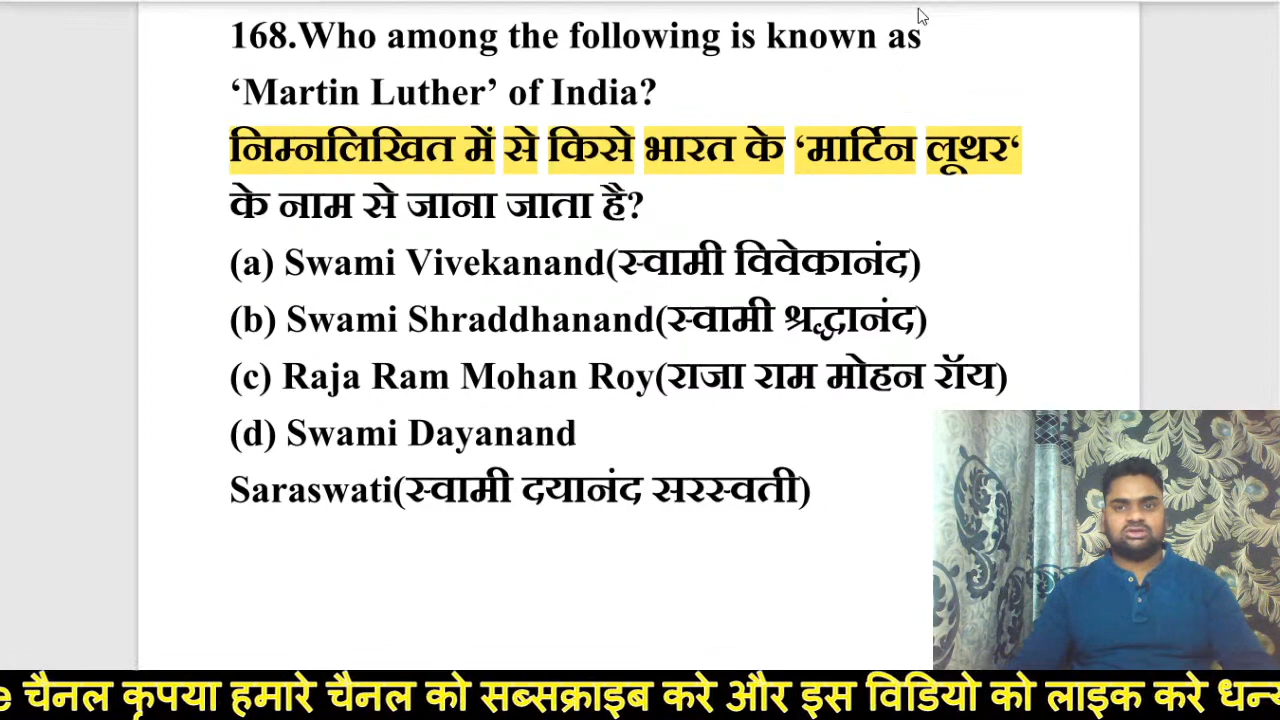 168.Who among the following is known as
‘Martin Luther’ of India?
निम्नलिखित में से किसे भारत के ‘मार्टिन लूथर‘
के नाम से जाना जाता है?
(a) Swami Vivekanand(स्वामी विवेकानंद)
(b) Swami Shraddhanand(स्वामी श्रद्धानंद)
(c) Raja Ram Mohan Roy(राजा राम मोहन रॉय)
(d) Swami Dayanand
Saraswati(स्वामी दयानंद सरस्वती)
चैनल कृपया हमारे चैनल को सब्सक्राइब करे और इस विडियो को लाइक करे